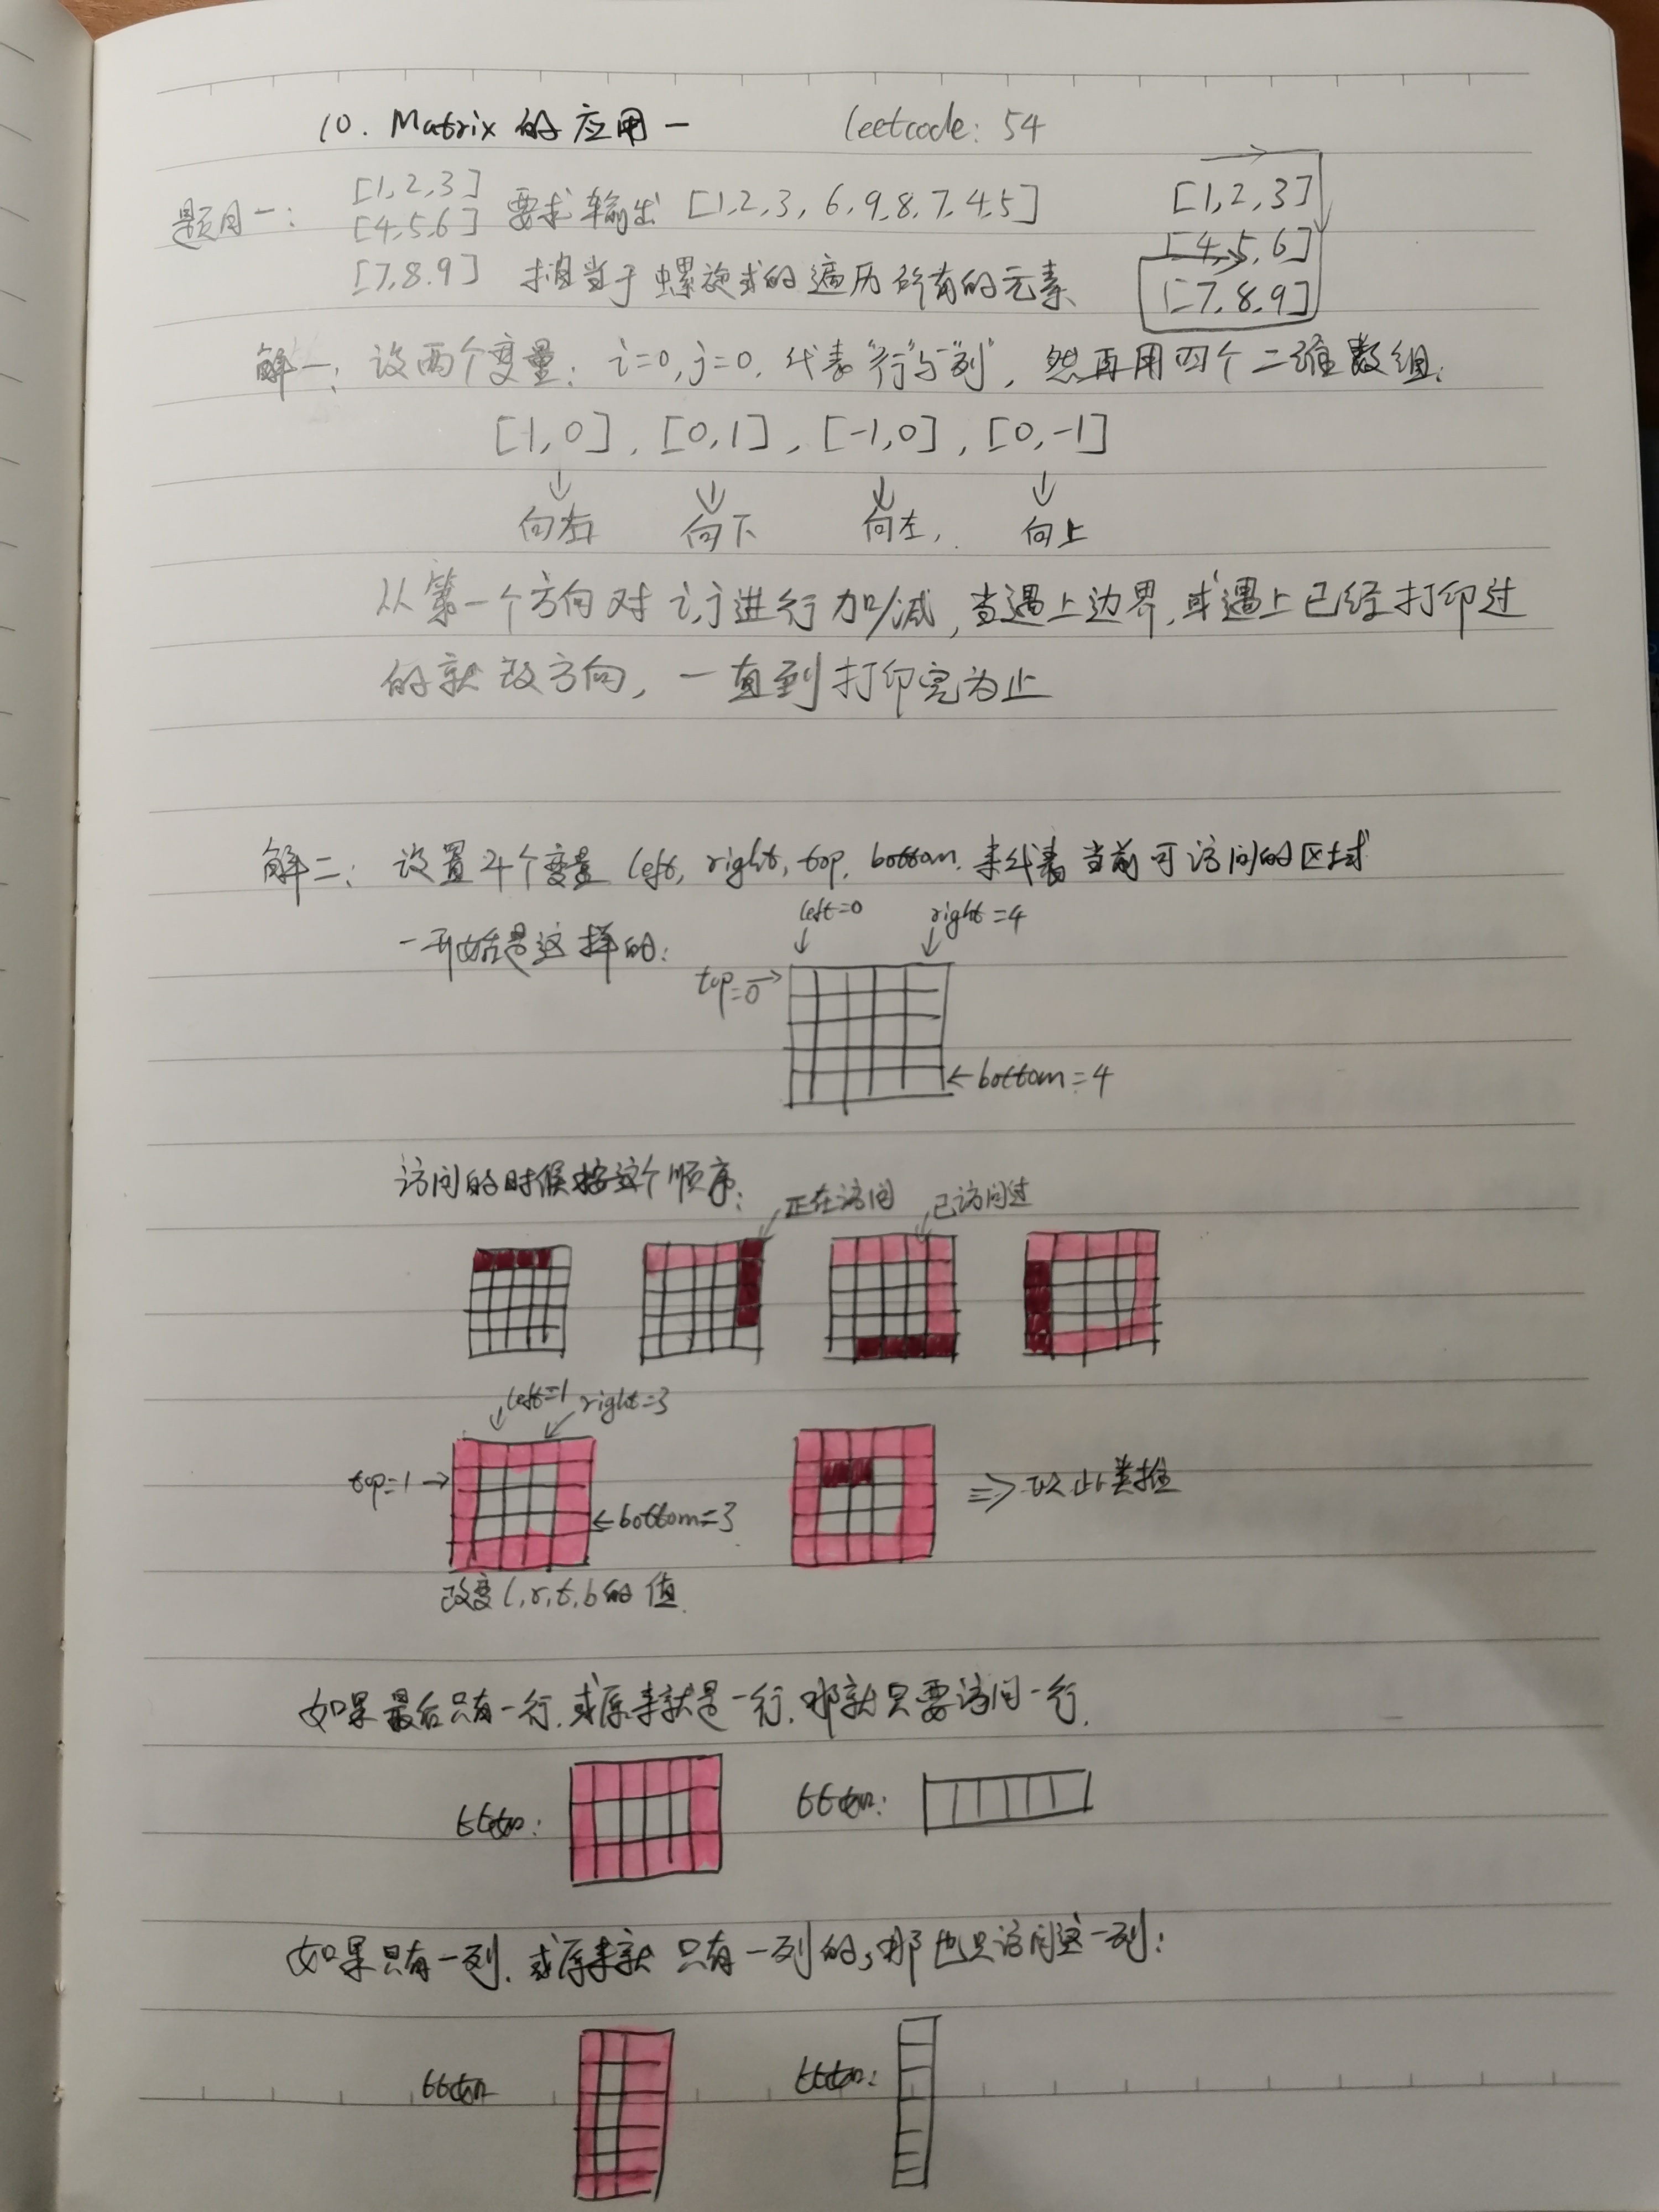 10. Matrix 的应用一 leetcode: 54
题目一: [1,2,3] [1,2,3]
[4,5,6] 要求输出 [1,2,3,6,9,8,7,4,5] [4,5,6]
[7,8.9] 相当于螺旋式的遍历所有的元素 [7,8.9]
解一: 设两个变量: i=0,j=0. 代表"行"与"列", 然再用四个二维数组:
[1,0], [0,1], [-1,0], [0,-1]
向右 向下 向左, 向上
从第一个方向对 i,j进行加/减,当遇上边界,或遇上已经打印过
的就改方向, 一直到打印完为止
解二: 设置4个变量 left, right, top, bottom. 来代表当前可访问的区域
left=0 right=4
一开始是这样的:
top=0
←bottom=4
访问的时候按这个顺序: 正在访问 已访问过
left=1 right=3
top=1→ ←bottom=3 ⇒以此类推
改变l,r,t,b的值
如果最后只有一行.或原来就是一行.那就只要访问一行.
比如: 比如:
如果只有一列.或原来就只有一列的,那也只访问这一列:
比如 比如: